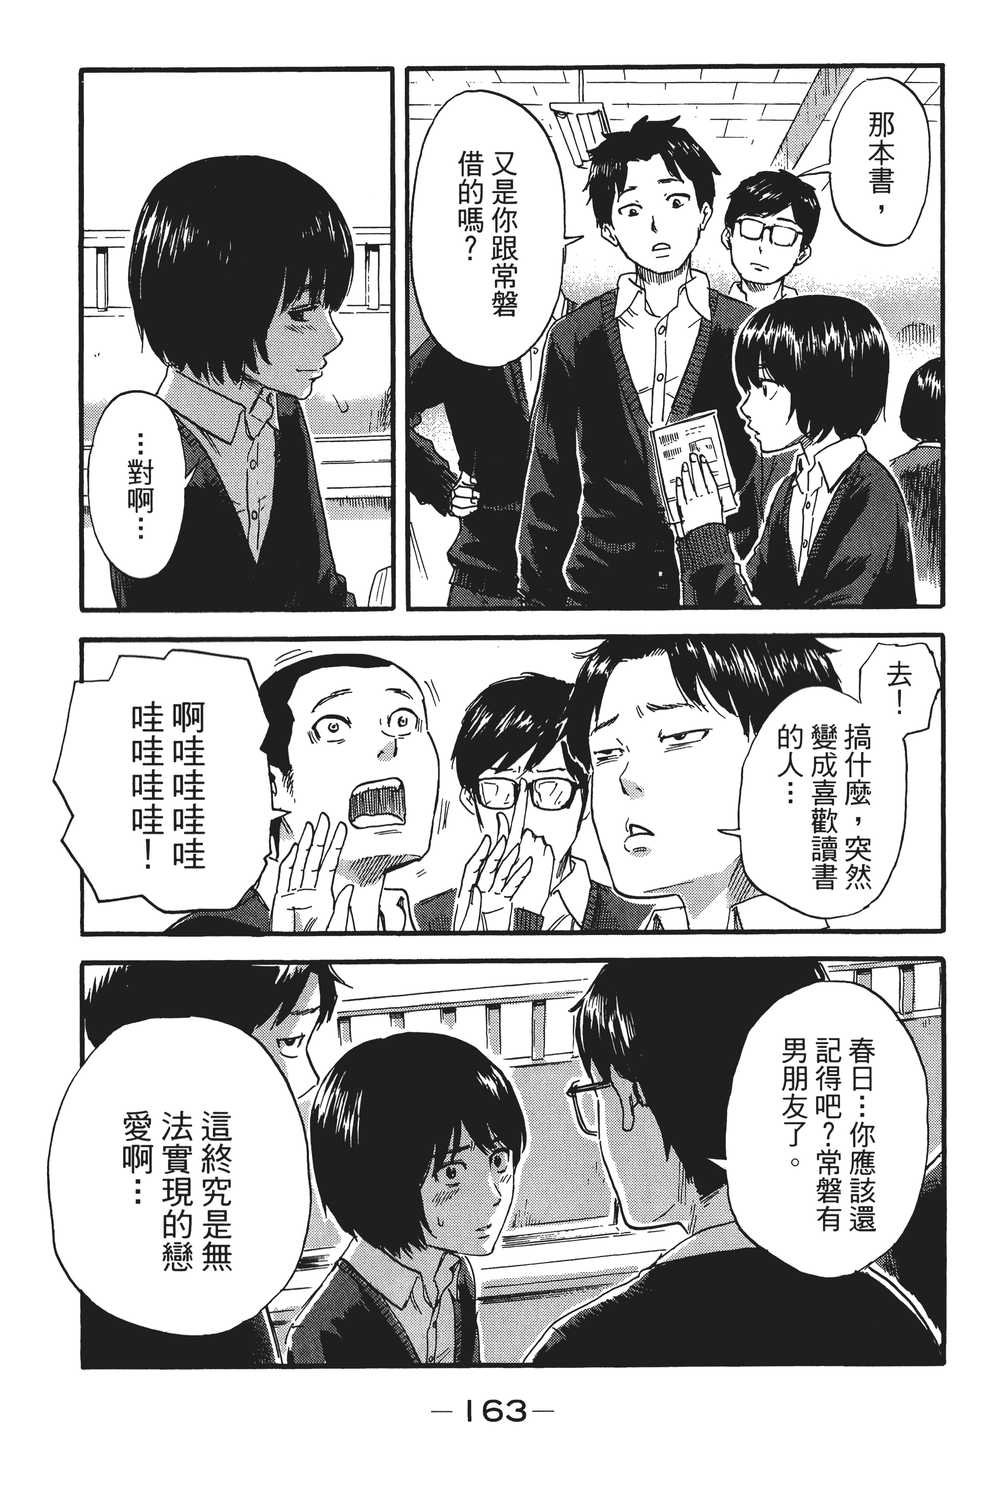 那本書，
又是你跟常磐
借的嗎？
…對啊…
去！
搞什麼，突然
變成喜歡讀書
的人…
啊哇哇哇哇
哇哇哇哇！
春日…你應該還
記得吧？常磐有
男朋友了。
這終究是無
法實現的戀
愛啊…
—163—